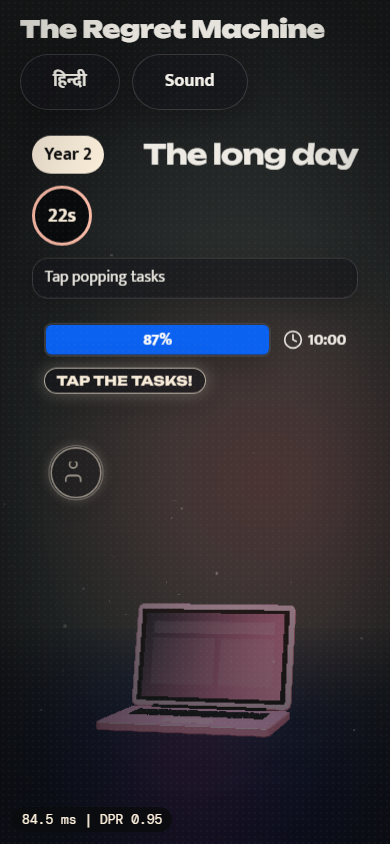 The Regret Machine
हिन्दी
Sound
Year 2
The long day
22s
Tap popping tasks
87%
10:00
TAP THE TASKS!
84.5 ms | DPR 0.95